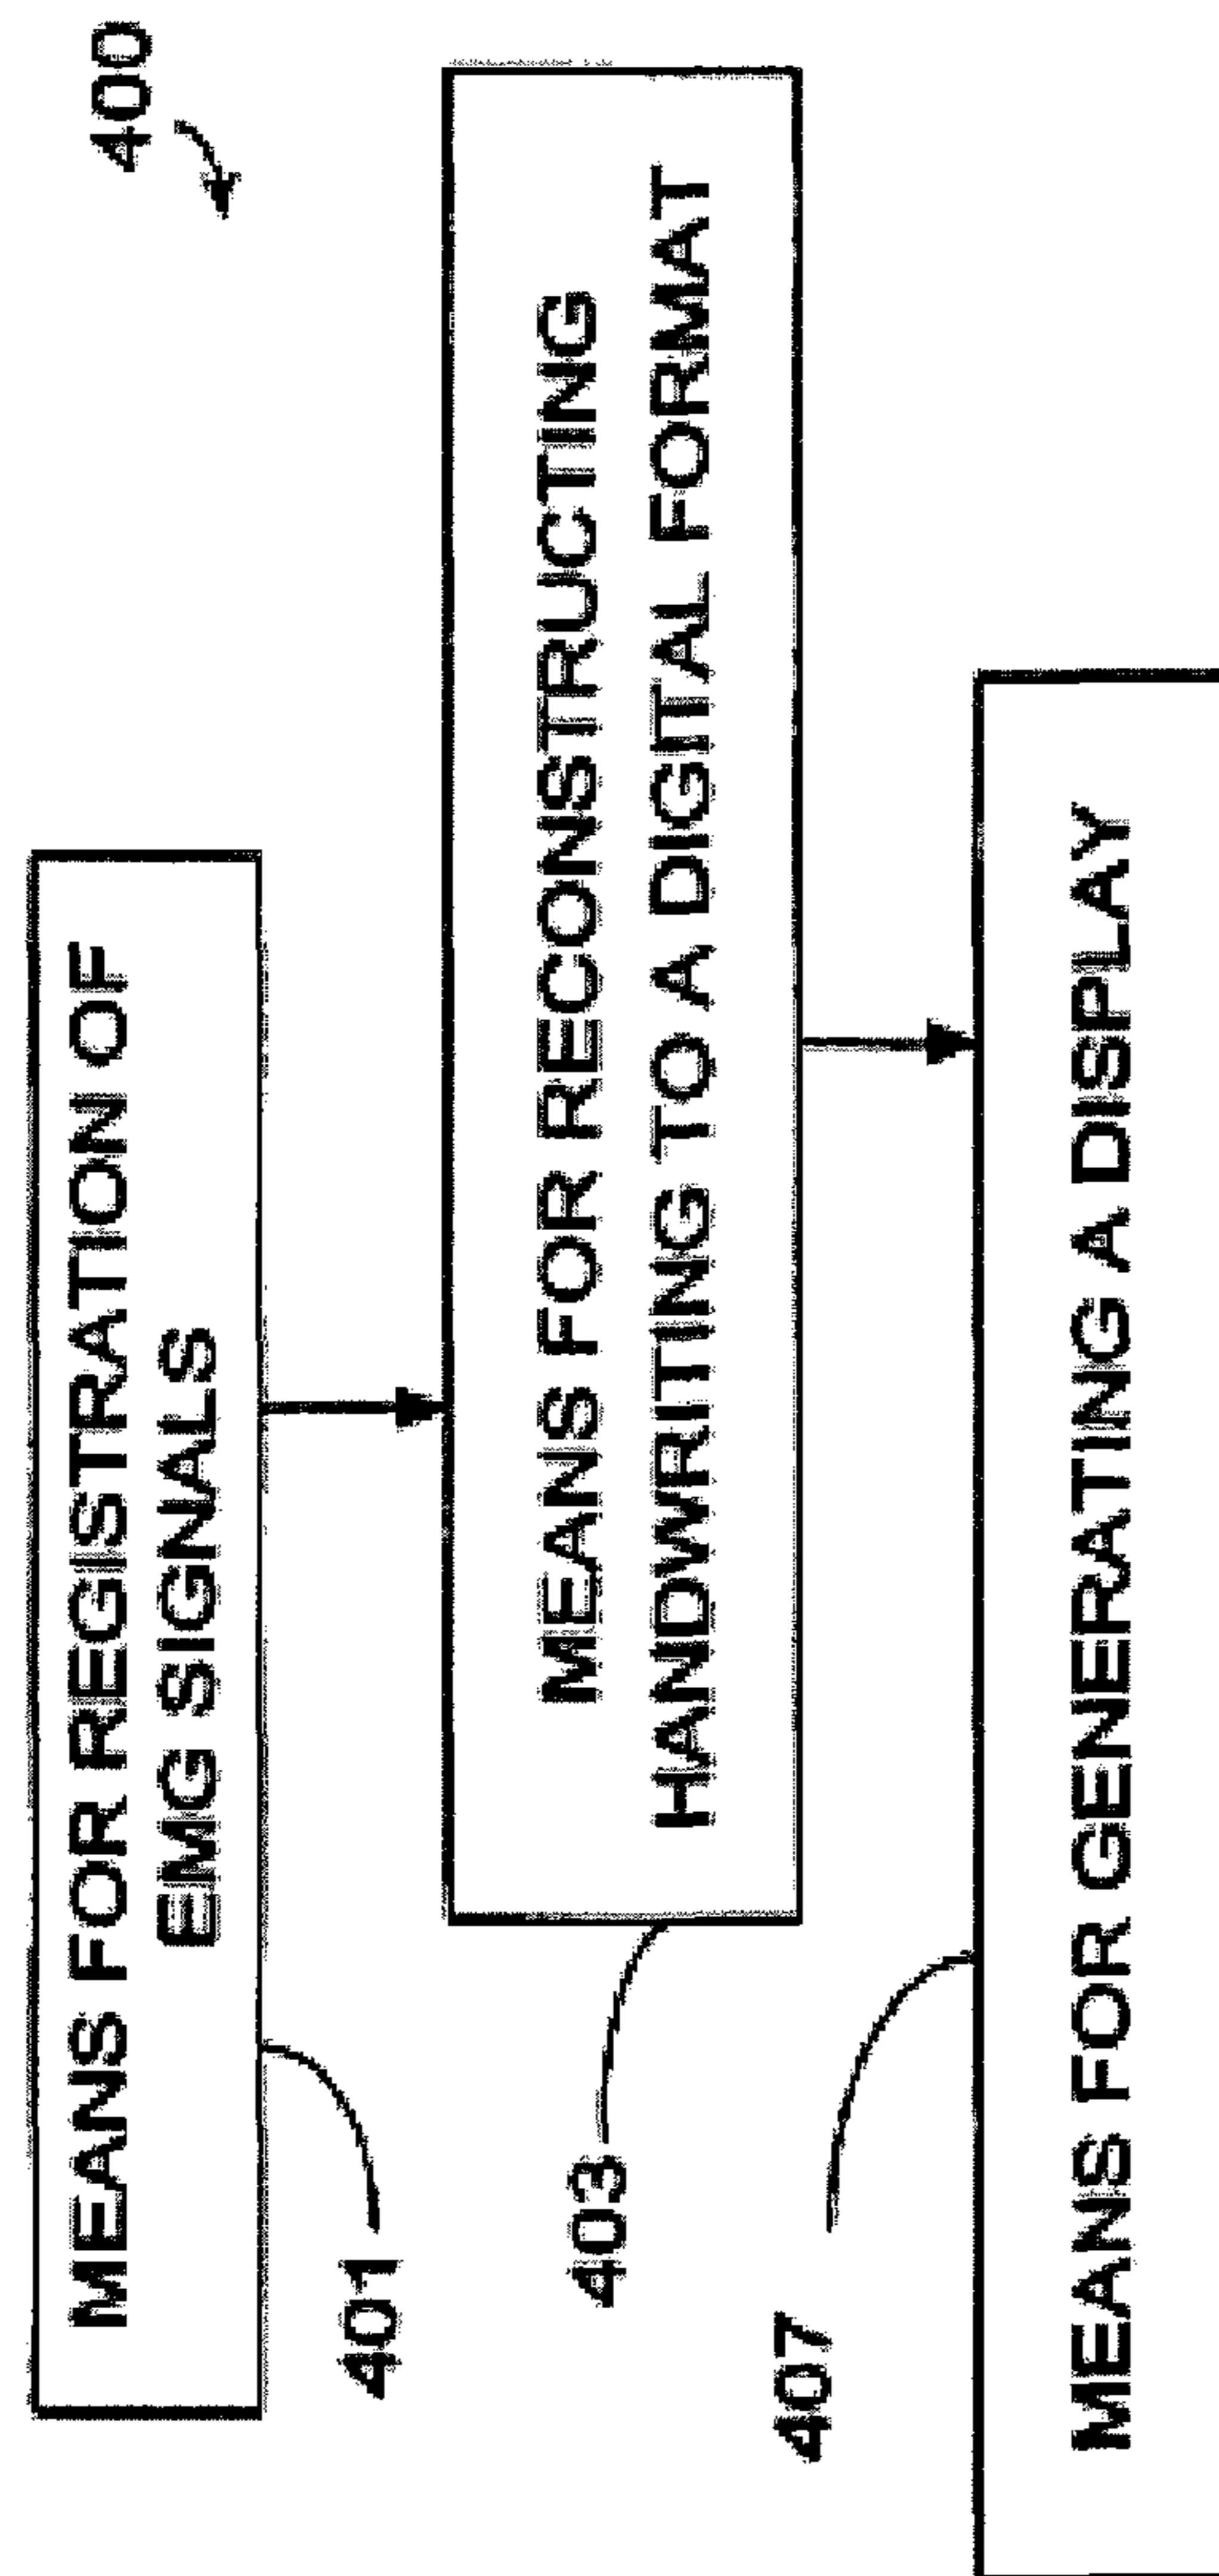 400
MEANS FOR REGISTRATION OF
EMG SIGNALS
401
MEANS FOR RECONSTRUCTING
HANDWRITING TO A DIGITAL FORMAT
403
407
MEANS FOR GENERATING A DISPLAY